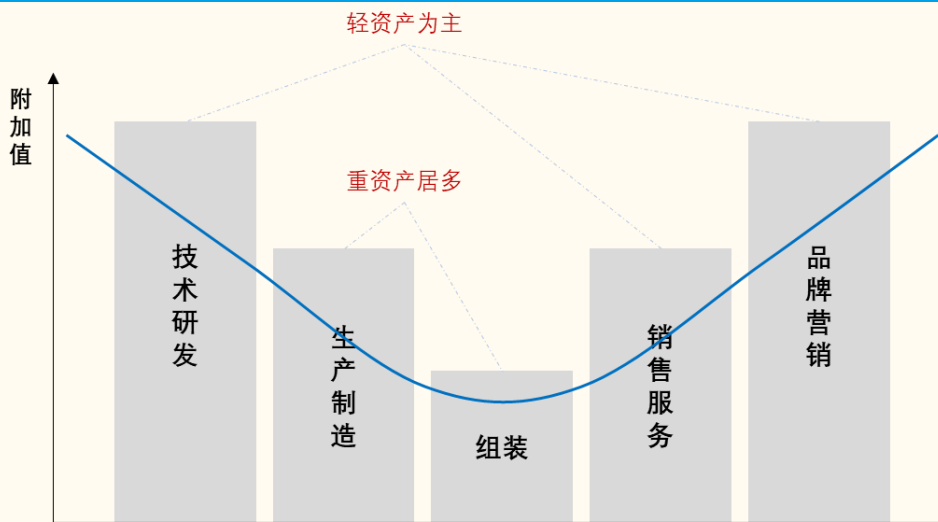 轻资产为主
附加值
重资产居多
技术研发
生产制造
组装
销售服务
品牌营销